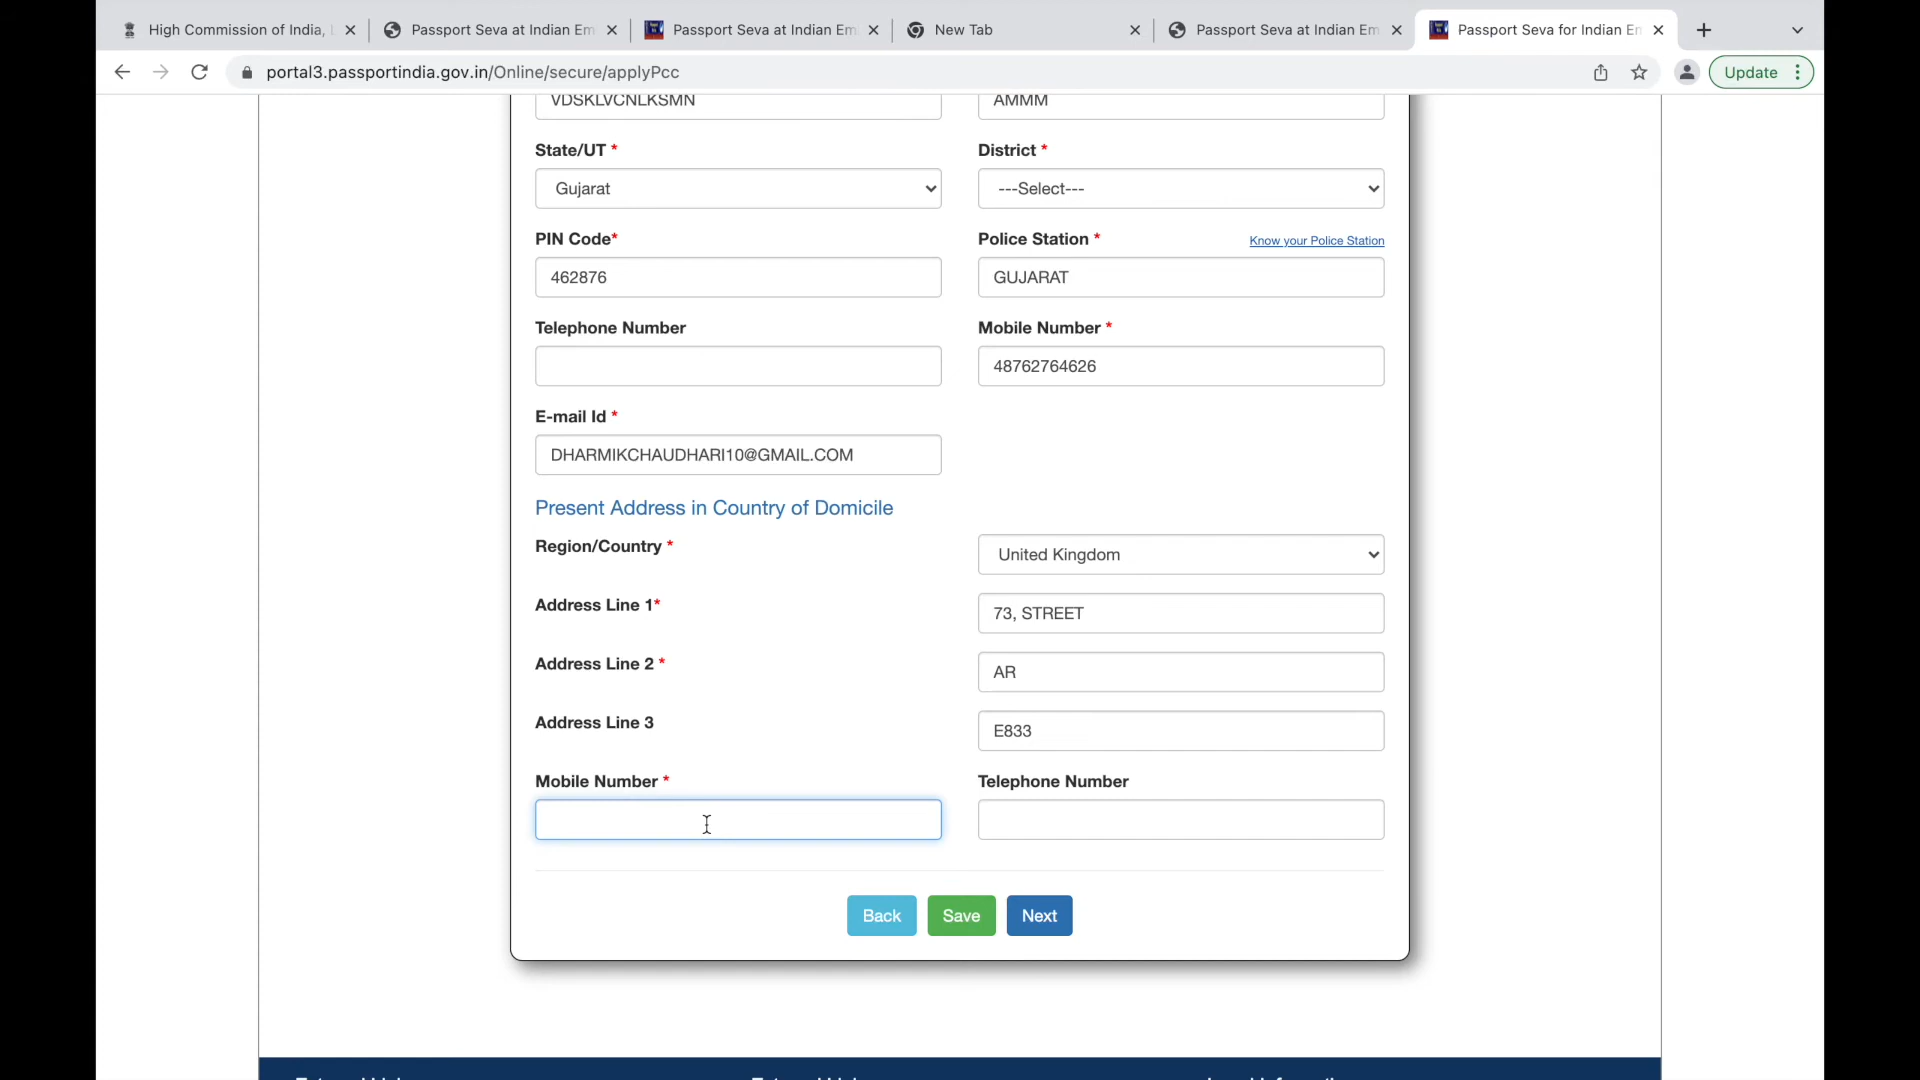 High Commission of India, L
Passport Seva at Indian Em
Passport Seva at Indian Em
New Tab
Passport Seva at Indian Em
Passport Seva for Indian En
portal3.passportindia.gov.in/Online/secure/applyPcc
Update
VDSKLVCNLKSMN AMMM
State/UT * District *
Gujarat ---Select---
PIN Code* Police Station * Know your Police Station
462876 GUJARAT
Telephone Number Mobile Number *
48762764626
E-mail Id *
DHARMIKCHAUDHARI10@GMAIL.COM
Present Address in Country of Domicile
Region/Country * United Kingdom
Address Line 1* 73, STREET
Address Line 2 * AR
Address Line 3 E833
Mobile Number * Telephone Number
Back Save Next